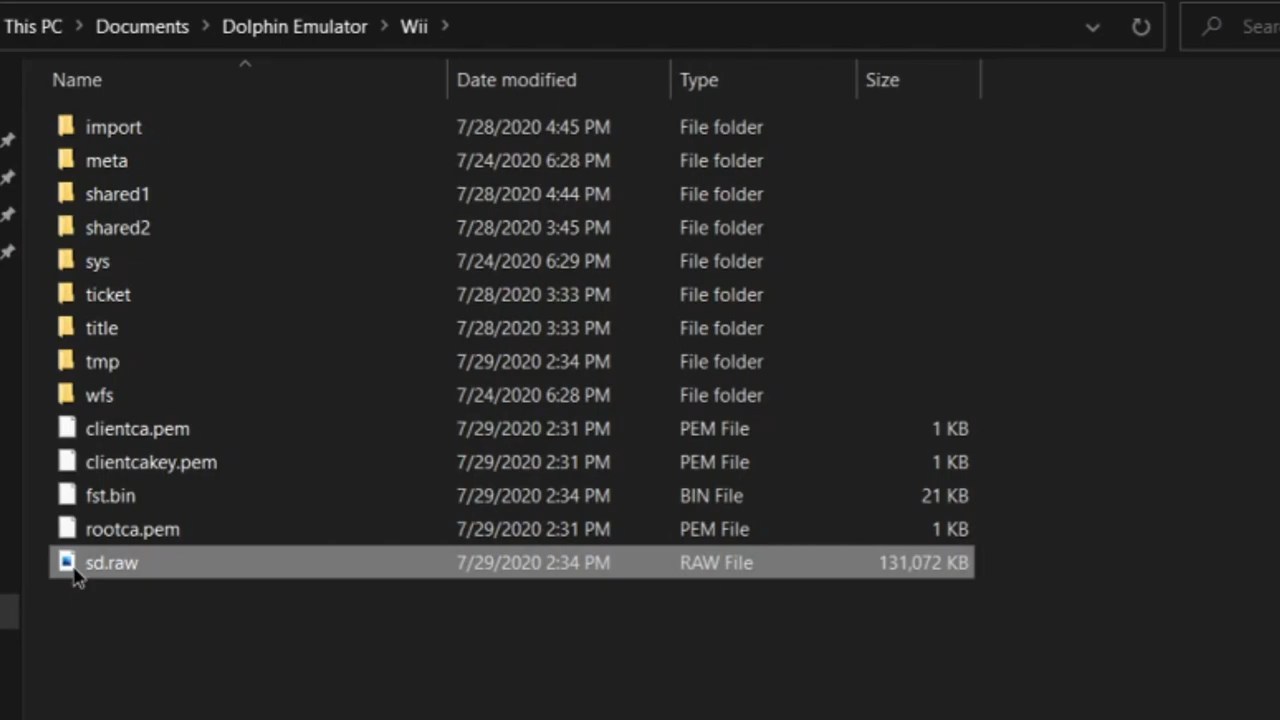 This PC > Documents > Dolphin Emulator > Wii > Sear
Name Date modified Type Size
import 7/28/2020 4:45 PM File folder
meta 7/24/2020 6:28 PM File folder
shared1 7/28/2020 4:44 PM File folder
shared2 7/28/2020 3:45 PM File folder
sys 7/24/2020 6:29 PM File folder
ticket 7/28/2020 3:33 PM File folder
title 7/28/2020 3:33 PM File folder
tmp 7/29/2020 2:34 PM File folder
wfs 7/24/2020 6:28 PM File folder
clientca.pem 7/29/2020 2:31 PM PEM File 1 KB
clientcakey.pem 7/29/2020 2:31 PM PEM File 1 KB
fst.bin 7/29/2020 2:34 PM BIN File 21 KB
rootca.pem 7/29/2020 2:31 PM PEM File 1 KB
sd.raw 7/29/2020 2:34 PM RAW File 131,072 KB